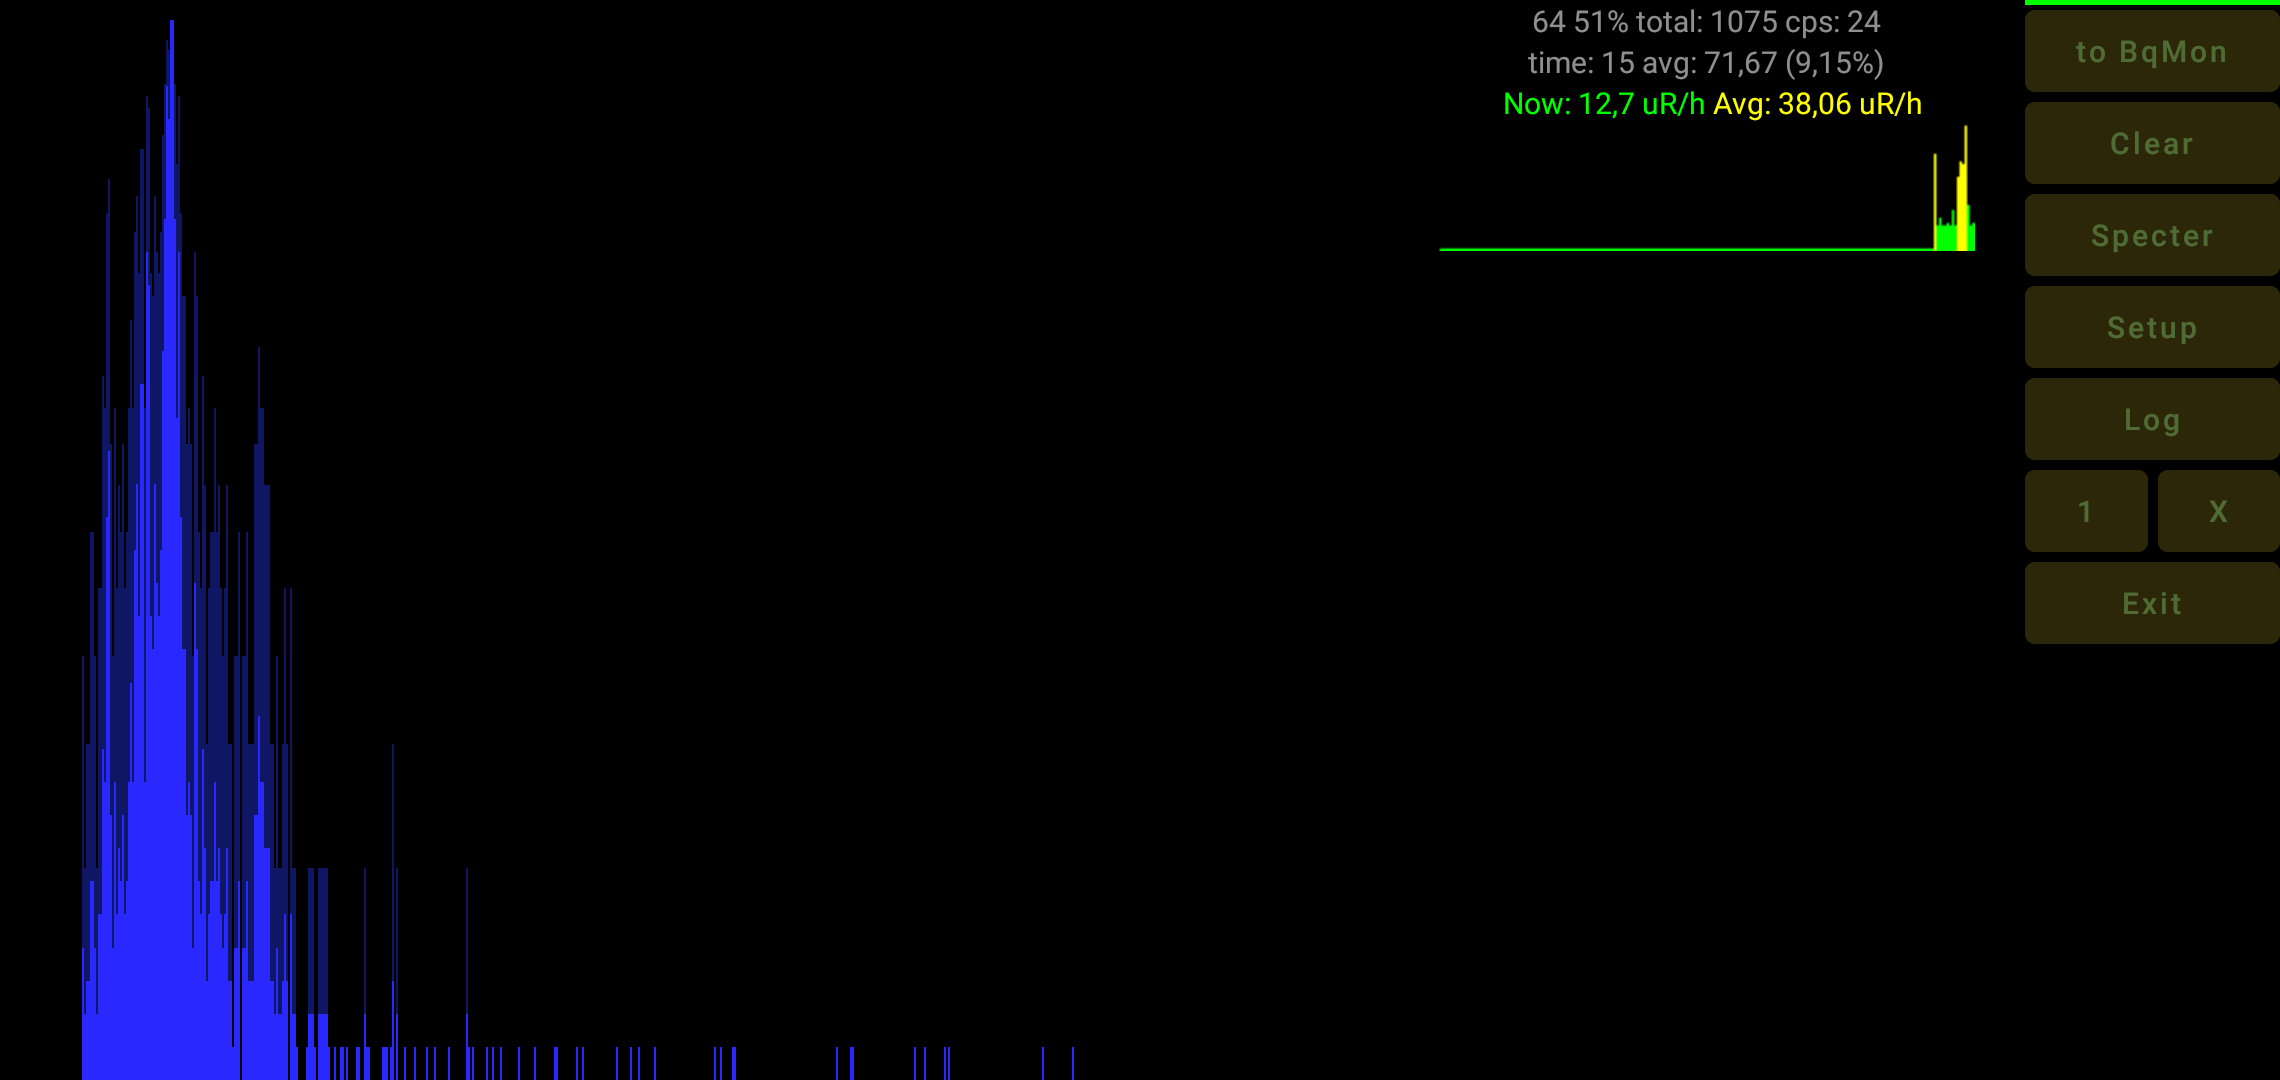 64 51% total: 1075 cps: 24
time: 15 avg: 71,67 (9,15%)
Now: 12,7 uR/h Avg: 38,06 uR/h
to BqMon
Clear
Specter
Setup
Log
1 X
Exit